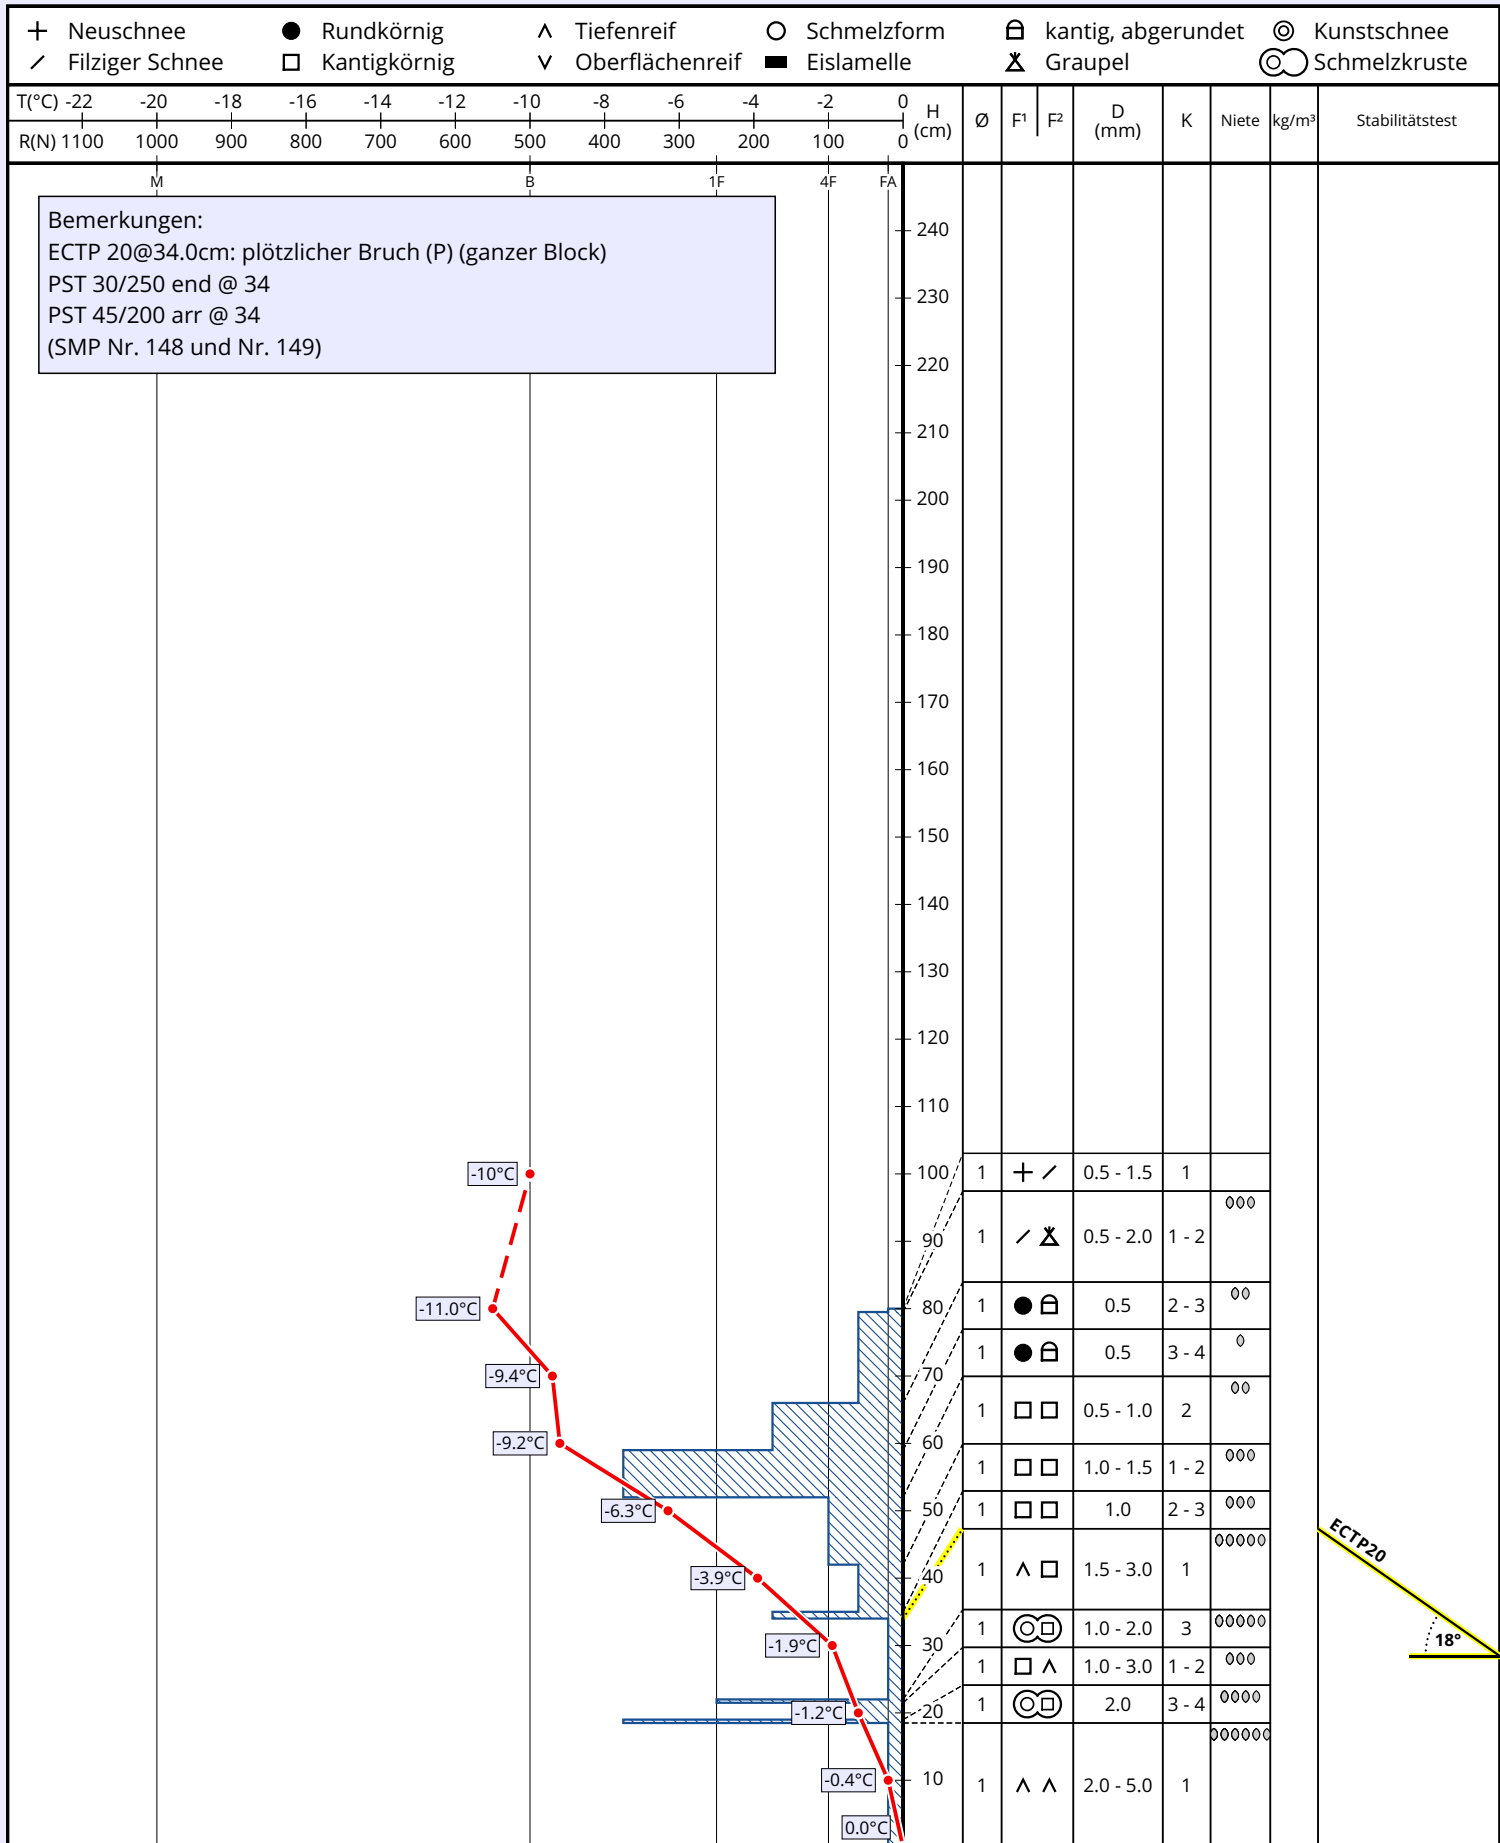 Neuschnee Rundkörnig Tiefenreif Schmelzform kantig, abgerundet Kunstschnee
Filziger Schnee Kantigkörnig Oberflächenreif Eislamelle Graupel Schmelzkruste
T(°C) -22 -20 -18 -16 -14 -12 -10 -8 -6 -4 -2 0
R(N) 1100 1000 900 800 700 600 500 400 300 200 100 0
H (cm) Ø F¹ F² D (mm) K Niete kg/m³ Stabilitätstest
M B 1F 4F FA
Bemerkungen:
ECTP 20@34.0cm: plötzlicher Bruch (P) (ganzer Block)
PST 30/250 end @ 34
PST 45/200 arr @ 34
(SMP Nr. 148 und Nr. 149)
240
230
220
210
200
190
180
170
160
150
140
130
120
110
-10°C 100 1 0.5 - 1.5 1
90 1 0.5 - 2.0 1 - 2
-11.0°C 80 1 0.5 2 - 3
1 0.5 3 - 4
-9.4°C 70
1 0.5 - 1.0 2
-9.2°C 60
1 1.0 - 1.5 1 - 2
-6.3°C 50 1 1.0 2 - 3
ECTP20
-3.9°C 40 1 1.5 - 3.0 1
1 1.0 - 2.0 3
-1.9°C 30 18°
1 1.0 - 3.0 1 - 2
-1.2°C 20 1 2.0 3 - 4
-0.4°C 10 1 2.0 - 5.0 1
0.0°C